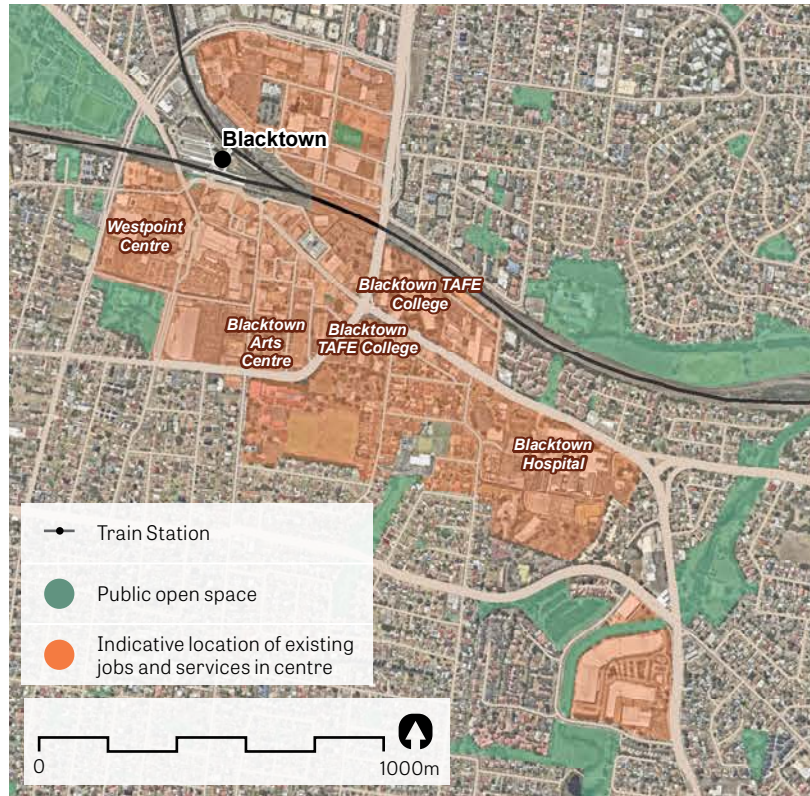 Blacktown
Westpoint
Centre
Blacktown TAFE
College
Blacktown
Arts
Centre
Blacktown
TAFE College
Blacktown
Hospital
Train Station
Public open space
Indicative location of existing
jobs and services in centre
0
1000m